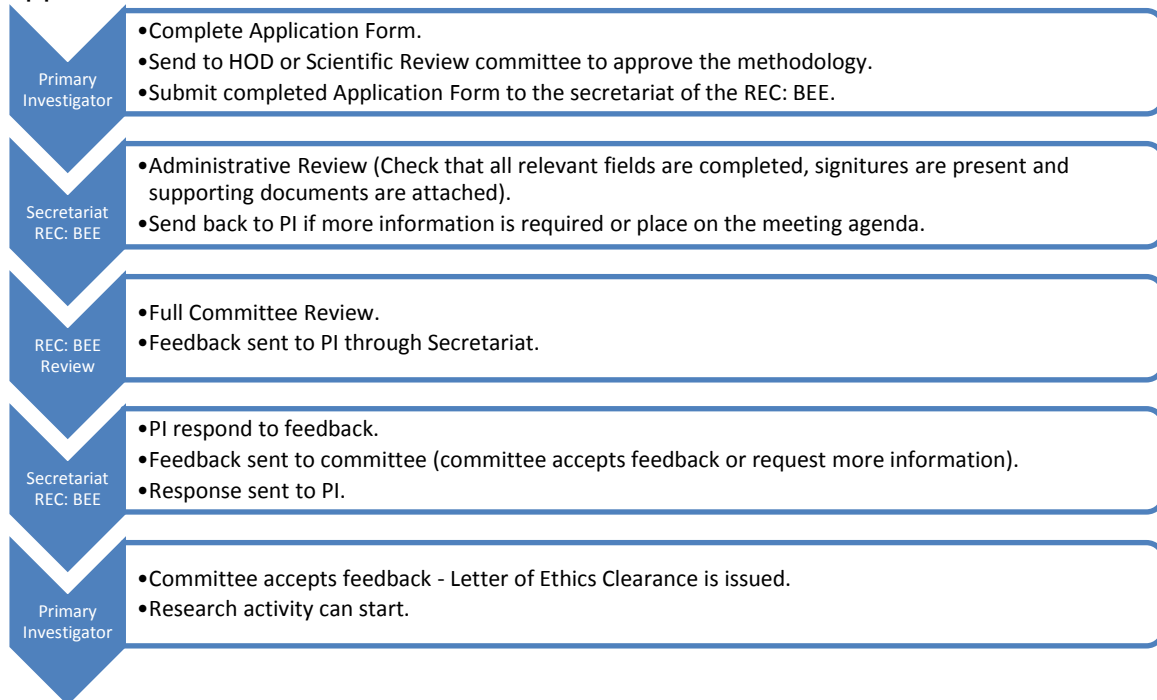 Primary
Investigator
•Complete Application Form.
•Send to HOD or Scientific Review committee to approve the methodology.
•Submit completed Application Form to the secretariat of the REC: BEE.
Secretariat
REC: BEE
•Administrative Review (Check that all relevant fields are completed, signitures are present and
supporting documents are attached).
•Send back to PI if more information is required or place on the meeting agenda.
REC: BEE
Review
•Full Committee Review.
•Feedback sent to PI through Secretariat.
Secretariat
REC: BEE
•PI respond to feedback.
•Feedback sent to committee (committee accepts feedback or request more information).
•Response sent to PI.
Primary
Investigator
•Committee accepts feedback - Letter of Ethics Clearance is issued.
•Research activity can start.